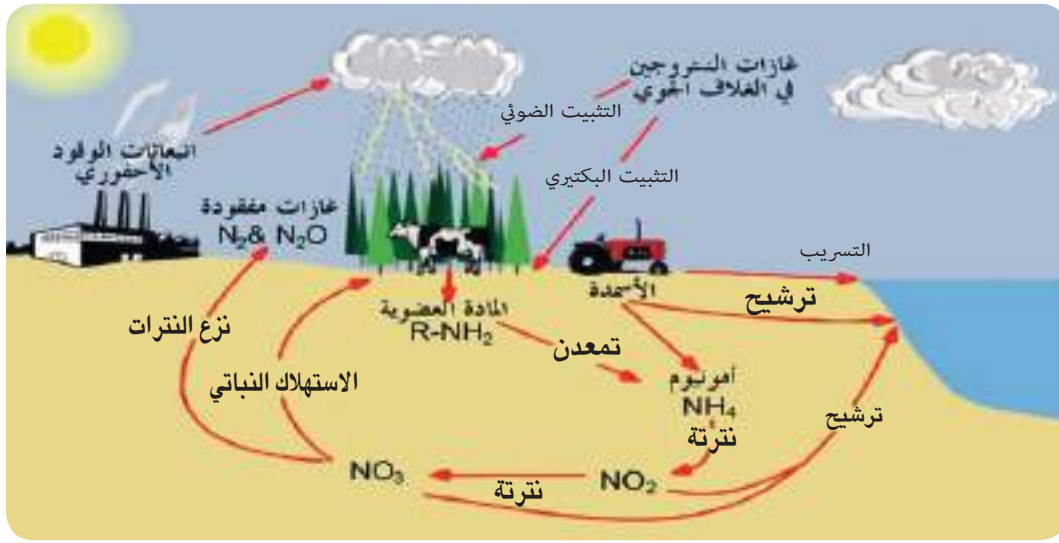 غازات النتروجين
في الغلاف الجوي
التثبيت الضوئي
انبعاثات الوقود
الأحفوري
التثبيت البكتيري
غازات مفقودة
N₂& N₂O
التسريب
الأسمدة
ترشيح
المادة العضوية
R-NH₂
نزع النترات
تمعدن
الاستهلاك النباتي
أمونيوم
NH₄
ترشيح
نترتة
NO₃
نترتة
NO₂